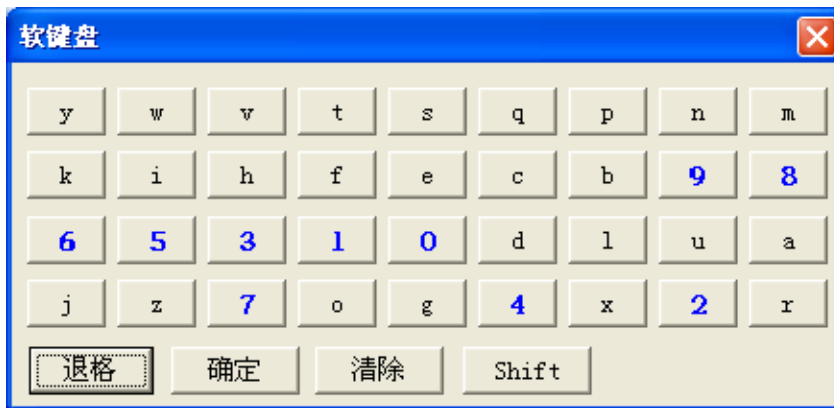 软键盘
y w v t s q p n m
k i h f e c b 9 8
6 5 3 1 0 d l u a
j z 7 o g 4 x 2 r
退格 确定 清除 Shift